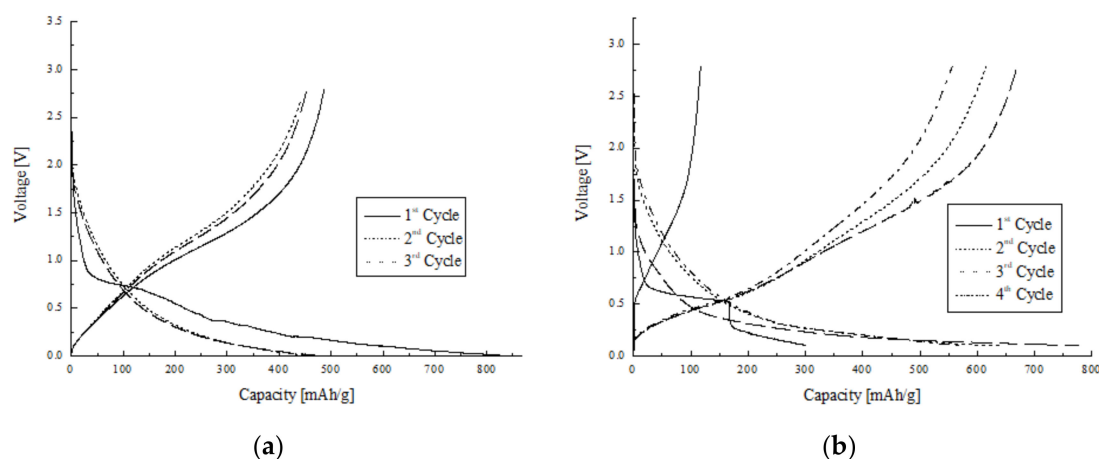 3.5
3.0
2.5
2.0
1.5
1.0
0.5
0.0
Voltage [V]
0 100 200 300 400 500 600 700 800
Capacity [mAh/g]
1st Cycle
2nd Cycle
3rd Cycle
(a)
3.0
2.5
2.0
1.5
1.0
0.5
0.0
Voltage [V]
0 100 200 300 400 500 600 700 800
Capacity [mAh/g]
1st Cycle
2nd Cycle
3rd Cycle
4th Cycle
(b)